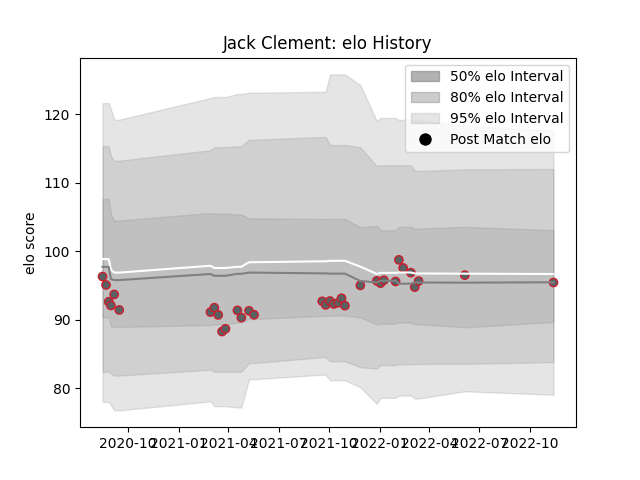 Jack Clement: elo History
50% elo Interval
80% elo Interval
95% elo Interval
Post Match elo
elo score
120
110
100
90
80
2020-10 2021-01 2021-04 2021-07 2021-10 2022-01 2022-04 2022-07 2022-10